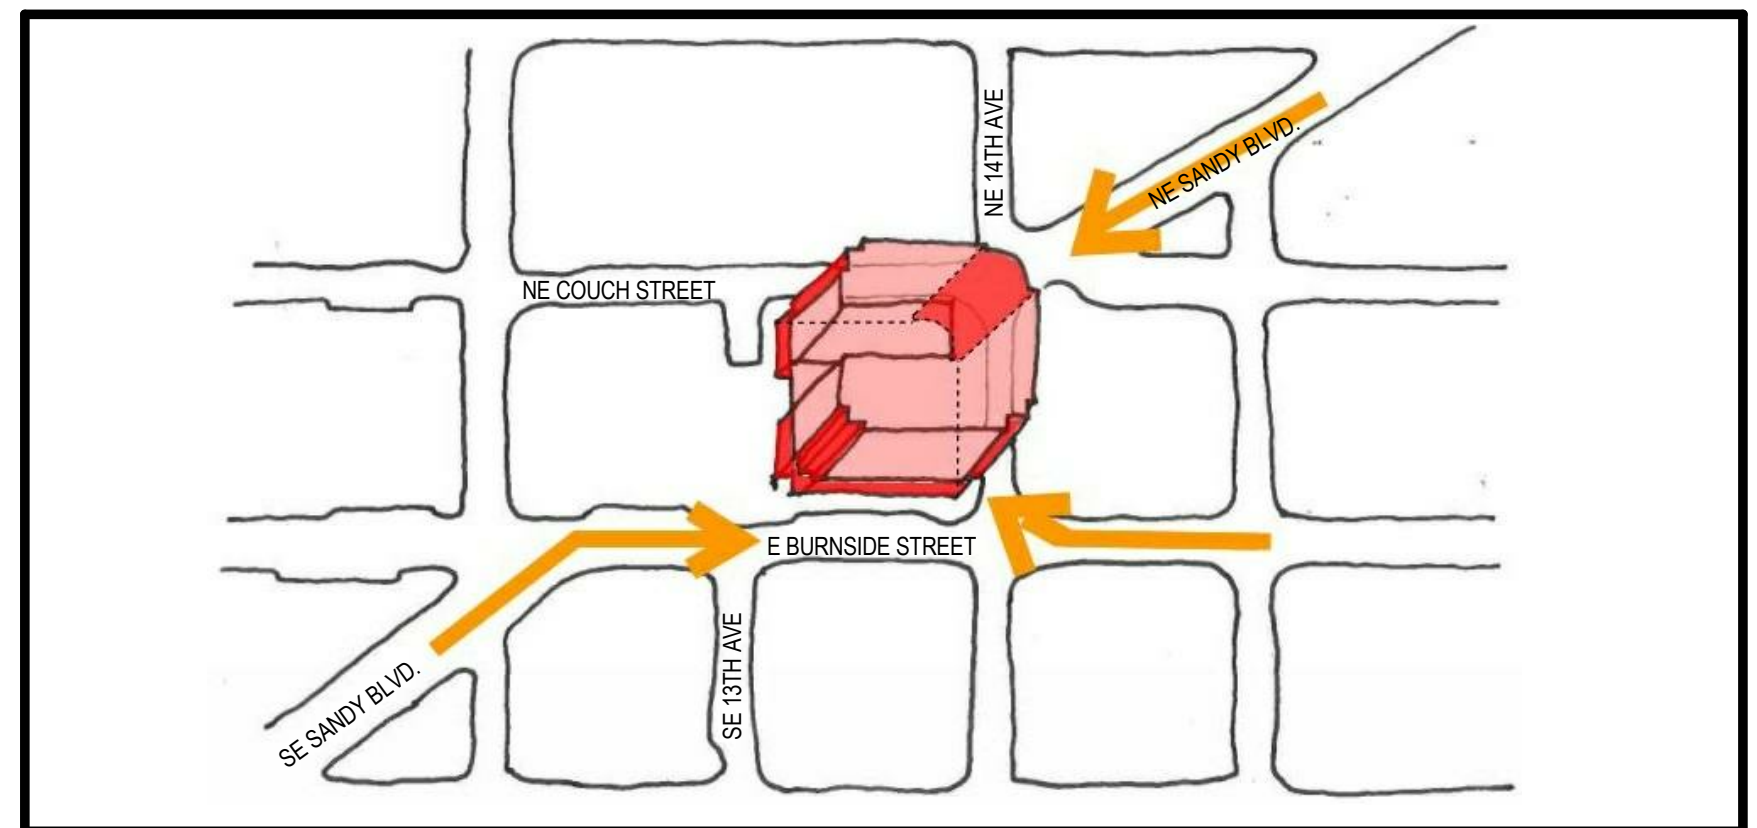 NE 14TH AVE
NE SANDY BLVD.
NE COUCH STREET
E BURNSIDE STREET
SE 13TH AVE
SE SANDY BLVD.